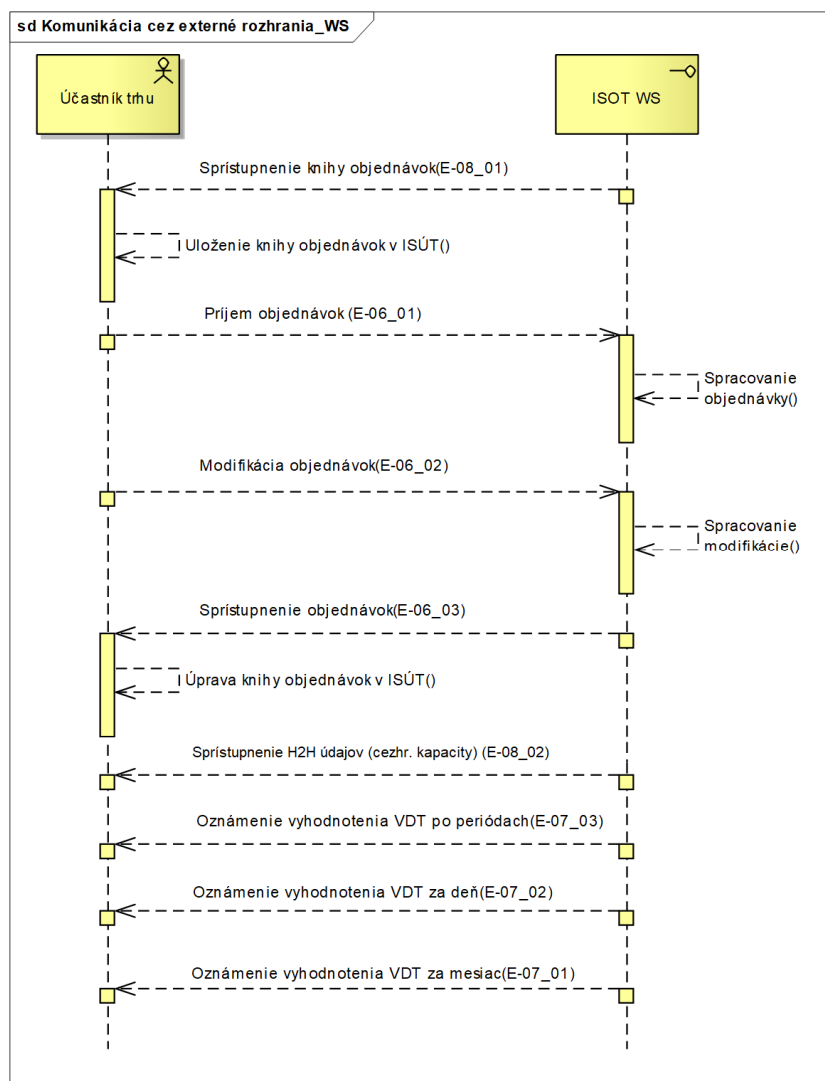 sd Komunikácia cez externé rozhrania_WS
Účastník trhu
ISOT WS
Sprístupnenie knihy objednávok(E-08_01)
Uloženie knihy objednávok v ISÚT()
Príjem objednávok (E-06_01)
Spracovanie
objednávky()
Modifikácia objednávok(E-06_02)
Spracovanie
modifikácie()
Sprístupnenie objednávok(E-06_03)
Úprava knihy objednávok v ISÚT()
Sprístupnenie H2H údajov (cezhr. kapacity) (E-08_02)
Oznámenie vyhodnotenia VDT po periódach(E-07_03)
Oznámenie vyhodnotenia VDT za deň(E-07_02)
Oznámenie vyhodnotenia VDT za mesiac(E-07_01)